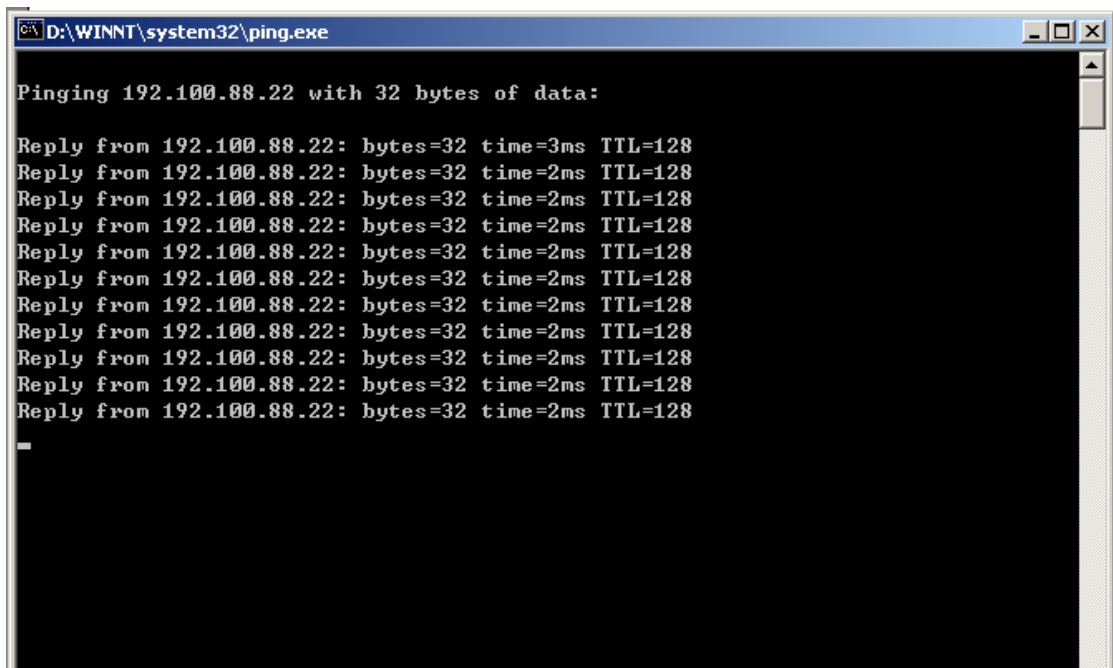 D:\WINNT\system32\ping.exe
Pinging 192.100.88.22 with 32 bytes of data:
Reply from 192.100.88.22: bytes=32 time=3ms TTL=128
Reply from 192.100.88.22: bytes=32 time=2ms TTL=128
Reply from 192.100.88.22: bytes=32 time=2ms TTL=128
Reply from 192.100.88.22: bytes=32 time=2ms TTL=128
Reply from 192.100.88.22: bytes=32 time=2ms TTL=128
Reply from 192.100.88.22: bytes=32 time=2ms TTL=128
Reply from 192.100.88.22: bytes=32 time=2ms TTL=128
Reply from 192.100.88.22: bytes=32 time=2ms TTL=128
Reply from 192.100.88.22: bytes=32 time=2ms TTL=128
Reply from 192.100.88.22: bytes=32 time=2ms TTL=128
Reply from 192.100.88.22: bytes=32 time=2ms TTL=128